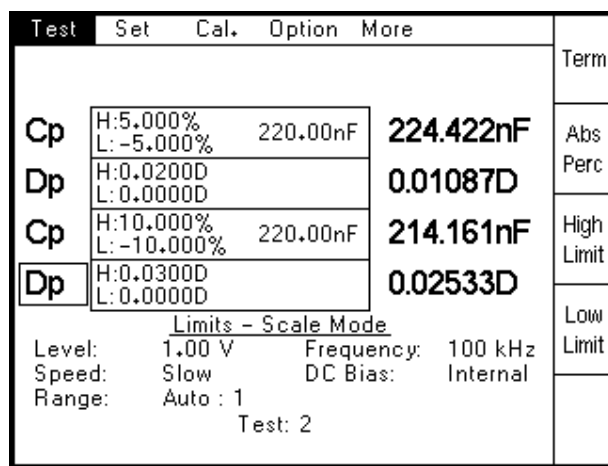 Test Set Cal. Option More
Term
Cp H:5.000% L:-5.000% 220.00nF 224.422nF
Abs Perc
Dp H:0.0200D L:0.0000D 0.01087D
Cp H:10.000% L:-10.000% 220.00nF 214.161nF
High Limit
Dp H:0.0300D L:0.0000D 0.02533D
Low Limit
Limits - Scale Mode
Level: 1.00 V Frequency: 100 kHz
Speed: Slow DC Bias: Internal
Range: Auto : 1
Test: 2